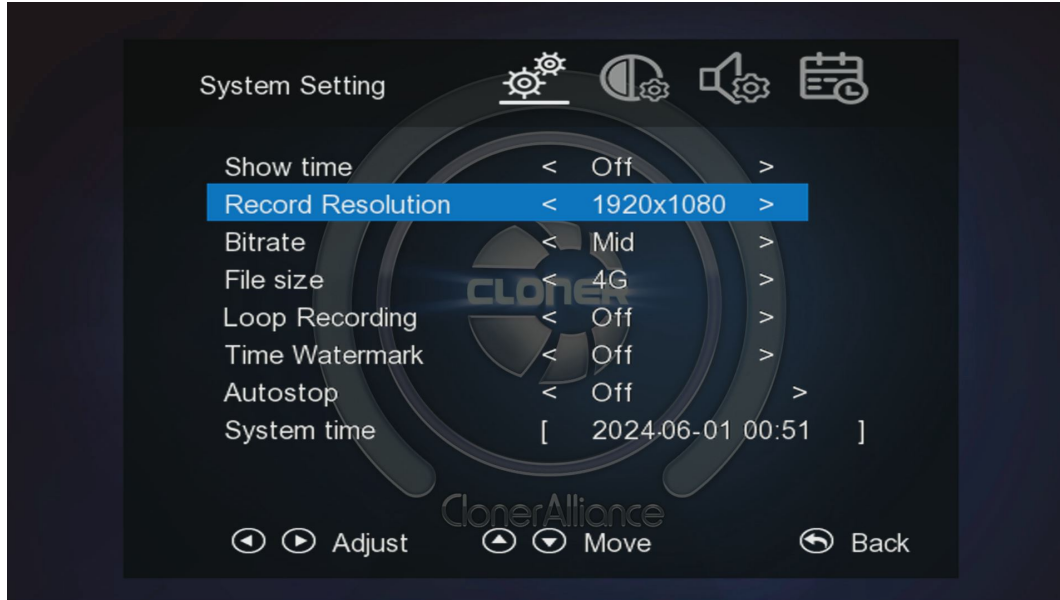 System Setting
Show time < Off >
Record Resolution < 1920x1080 >
Bitrate < Mid >
File size < 4G >
Loop Recording < Off >
Time Watermark < Off >
Autostop < Off >
System time [ 2024-06-01 00:51 ]
CLONER
ClonerAlliance
Adjust Move Back